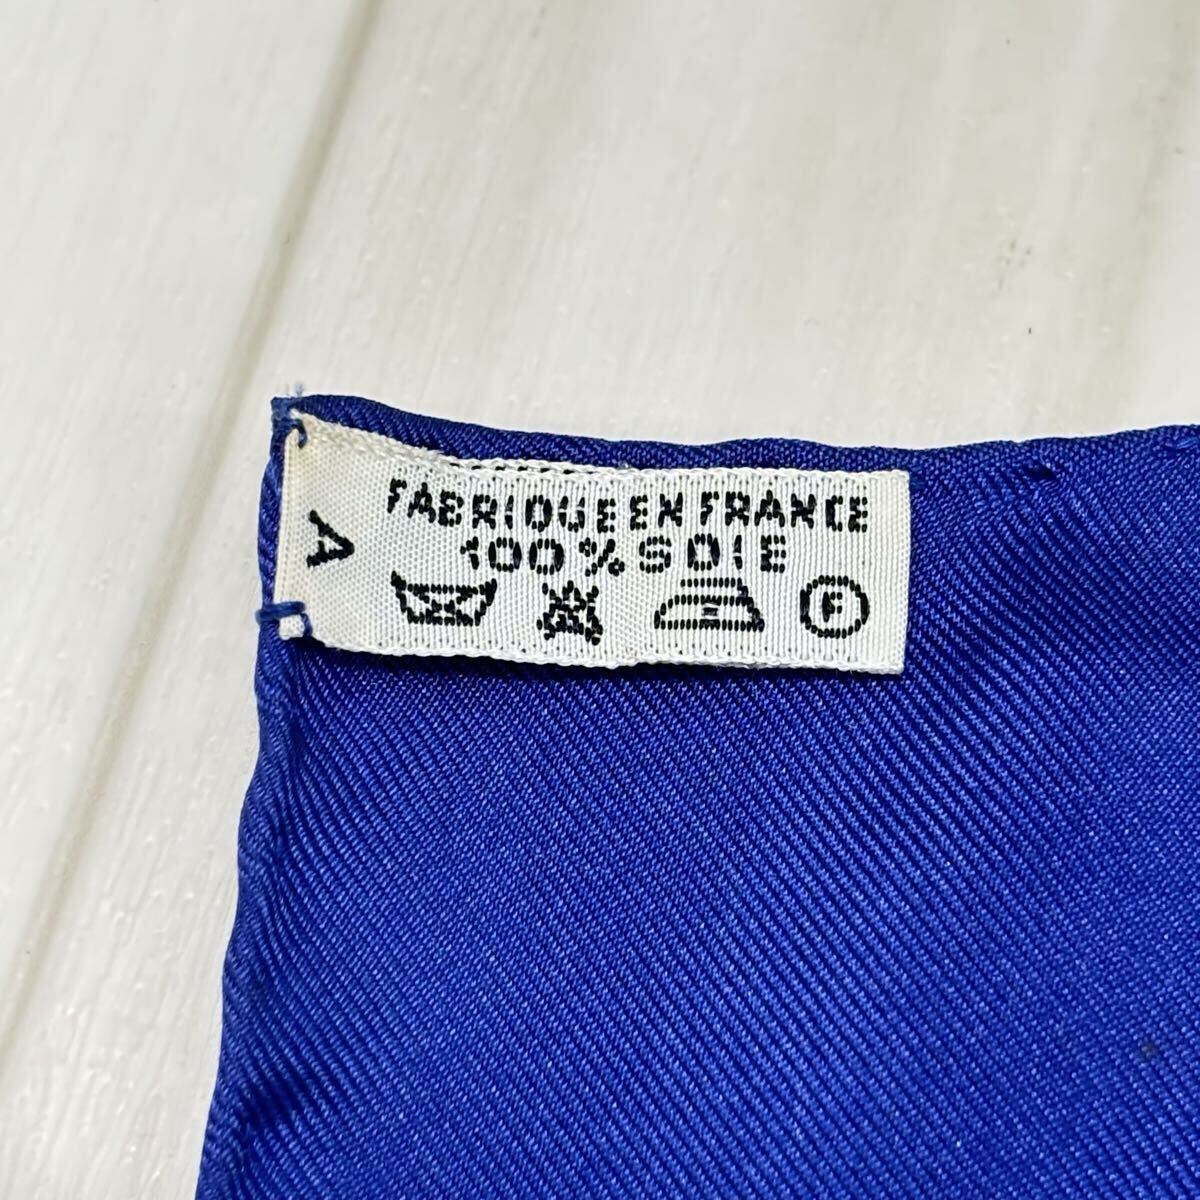 FABRIQUE EN FRANCE
100% SOIE
A
F